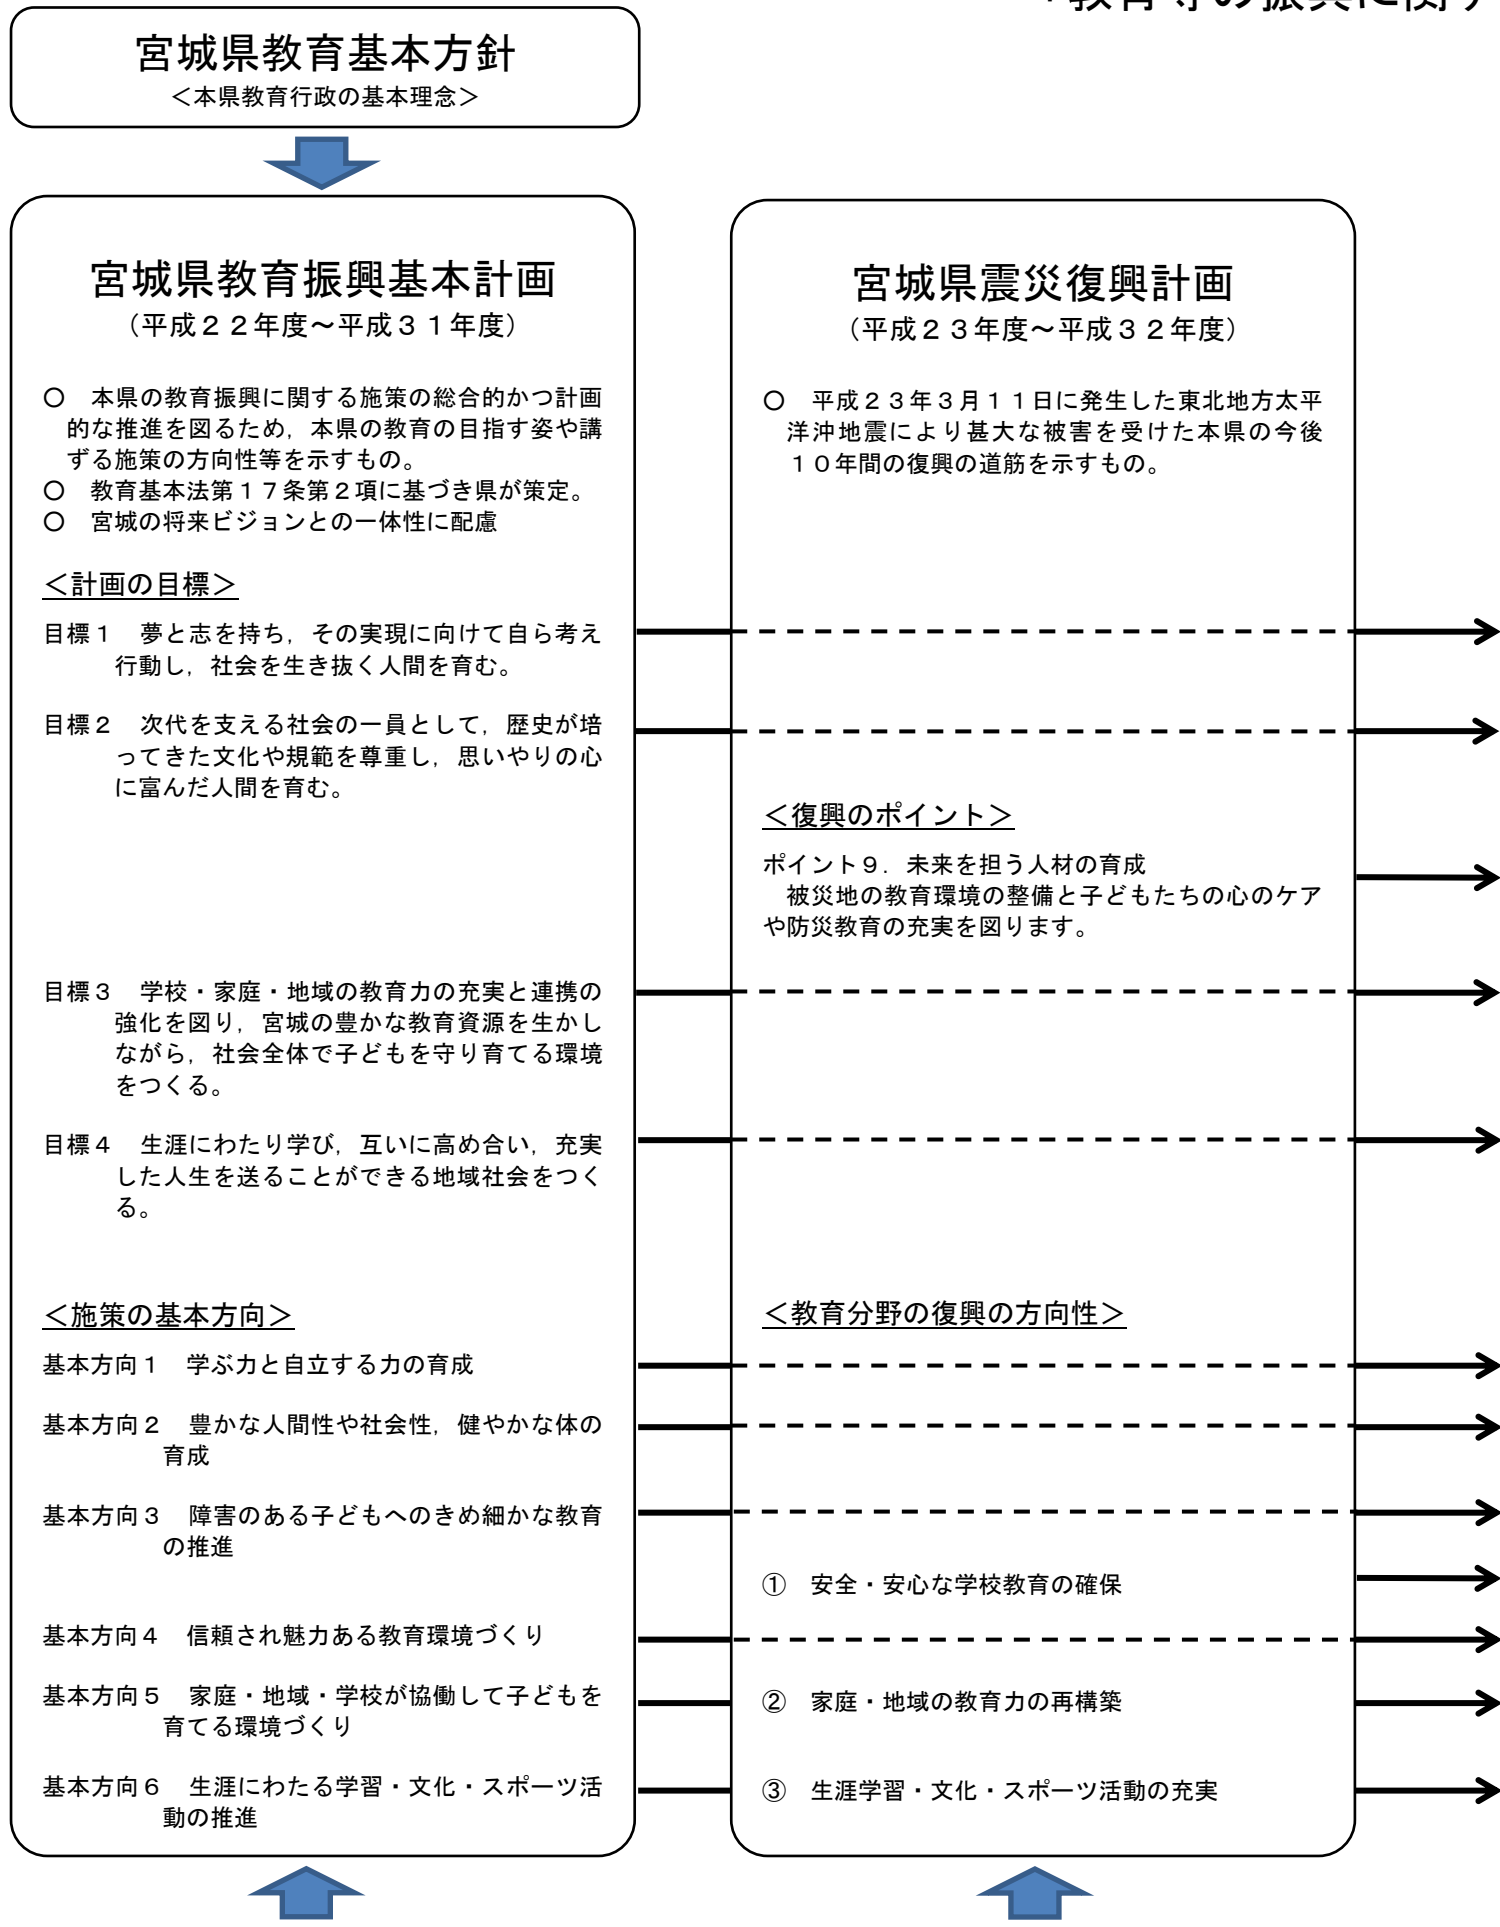 教育等の振興に関す
宮城県教育基本方針
＜本県教育行政の基本理念＞
宮城県教育振興基本計画
（平成２２年度～平成３１年度）
○　本県の教育振興に関する施策の総合的かつ計画
的な推進を図るため，本県の教育の目指す姿や講
ずる施策の方向性等を示すもの。
○　教育基本法第１７条第２項に基づき県が策定。
○　宮城の将来ビジョンとの一体性に配慮
＜計画の目標＞
目標１　夢と志を持ち，その実現に向けて自ら考え
行動し，社会を生き抜く人間を育む。
目標２　次代を支える社会の一員として，歴史が培
ってきた文化や規範を尊重し，思いやりの心
に富んだ人間を育む。
目標３　学校・家庭・地域の教育力の充実と連携の
強化を図り，宮城の豊かな教育資源を生かし
ながら，社会全体で子どもを守り育てる環境
をつくる。
目標４　生涯にわたり学び，互いに高め合い，充実
した人生を送ることができる地域社会をつく
る。
＜施策の基本方向＞
基本方向１　学ぶ力と自立する力の育成
基本方向２　豊かな人間性や社会性，健やかな体の
育成
基本方向３　障害のある子どもへのきめ細かな教育
の推進
基本方向４　信頼され魅力ある教育環境づくり
基本方向５　家庭・地域・学校が協働して子どもを
育てる環境づくり
基本方向６　生涯にわたる学習・文化・スポーツ活
動の推進
宮城県震災復興計画
（平成２３年度～平成３２年度）
○　平成２３年３月１１日に発生した東北地方太平
洋沖地震により甚大な被害を受けた本県の今後
１０年間の復興の道筋を示すもの。
＜復興のポイント＞
ポイント９．未来を担う人材の育成
被災地の教育環境の整備と子どもたちの心のケア
や防災教育の充実を図ります。
＜教育分野の復興の方向性＞
①　安全・安心な学校教育の確保
②　家庭・地域の教育力の再構築
③　生涯学習・文化・スポーツ活動の充実